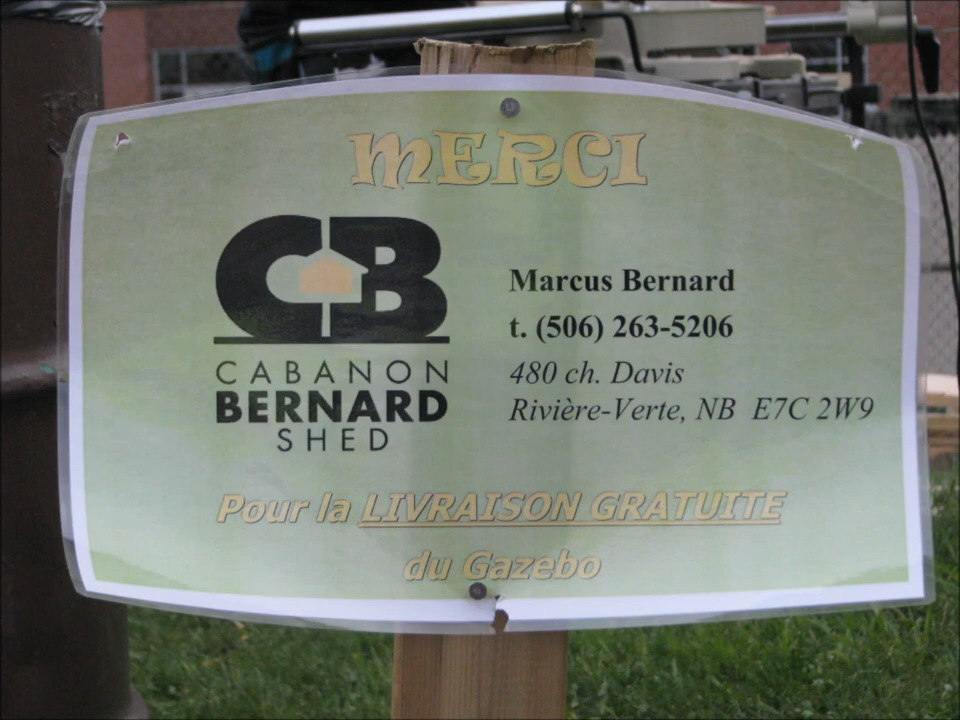 MERCI
CB
CABANON
BERNARD
SHED
Marcus Bernard
t. (506) 263-5206
480 ch. Davis
Rivière-Verte, NB E7C 2W9
Pour la LIVRAISON GRATUITE
du Gazebo